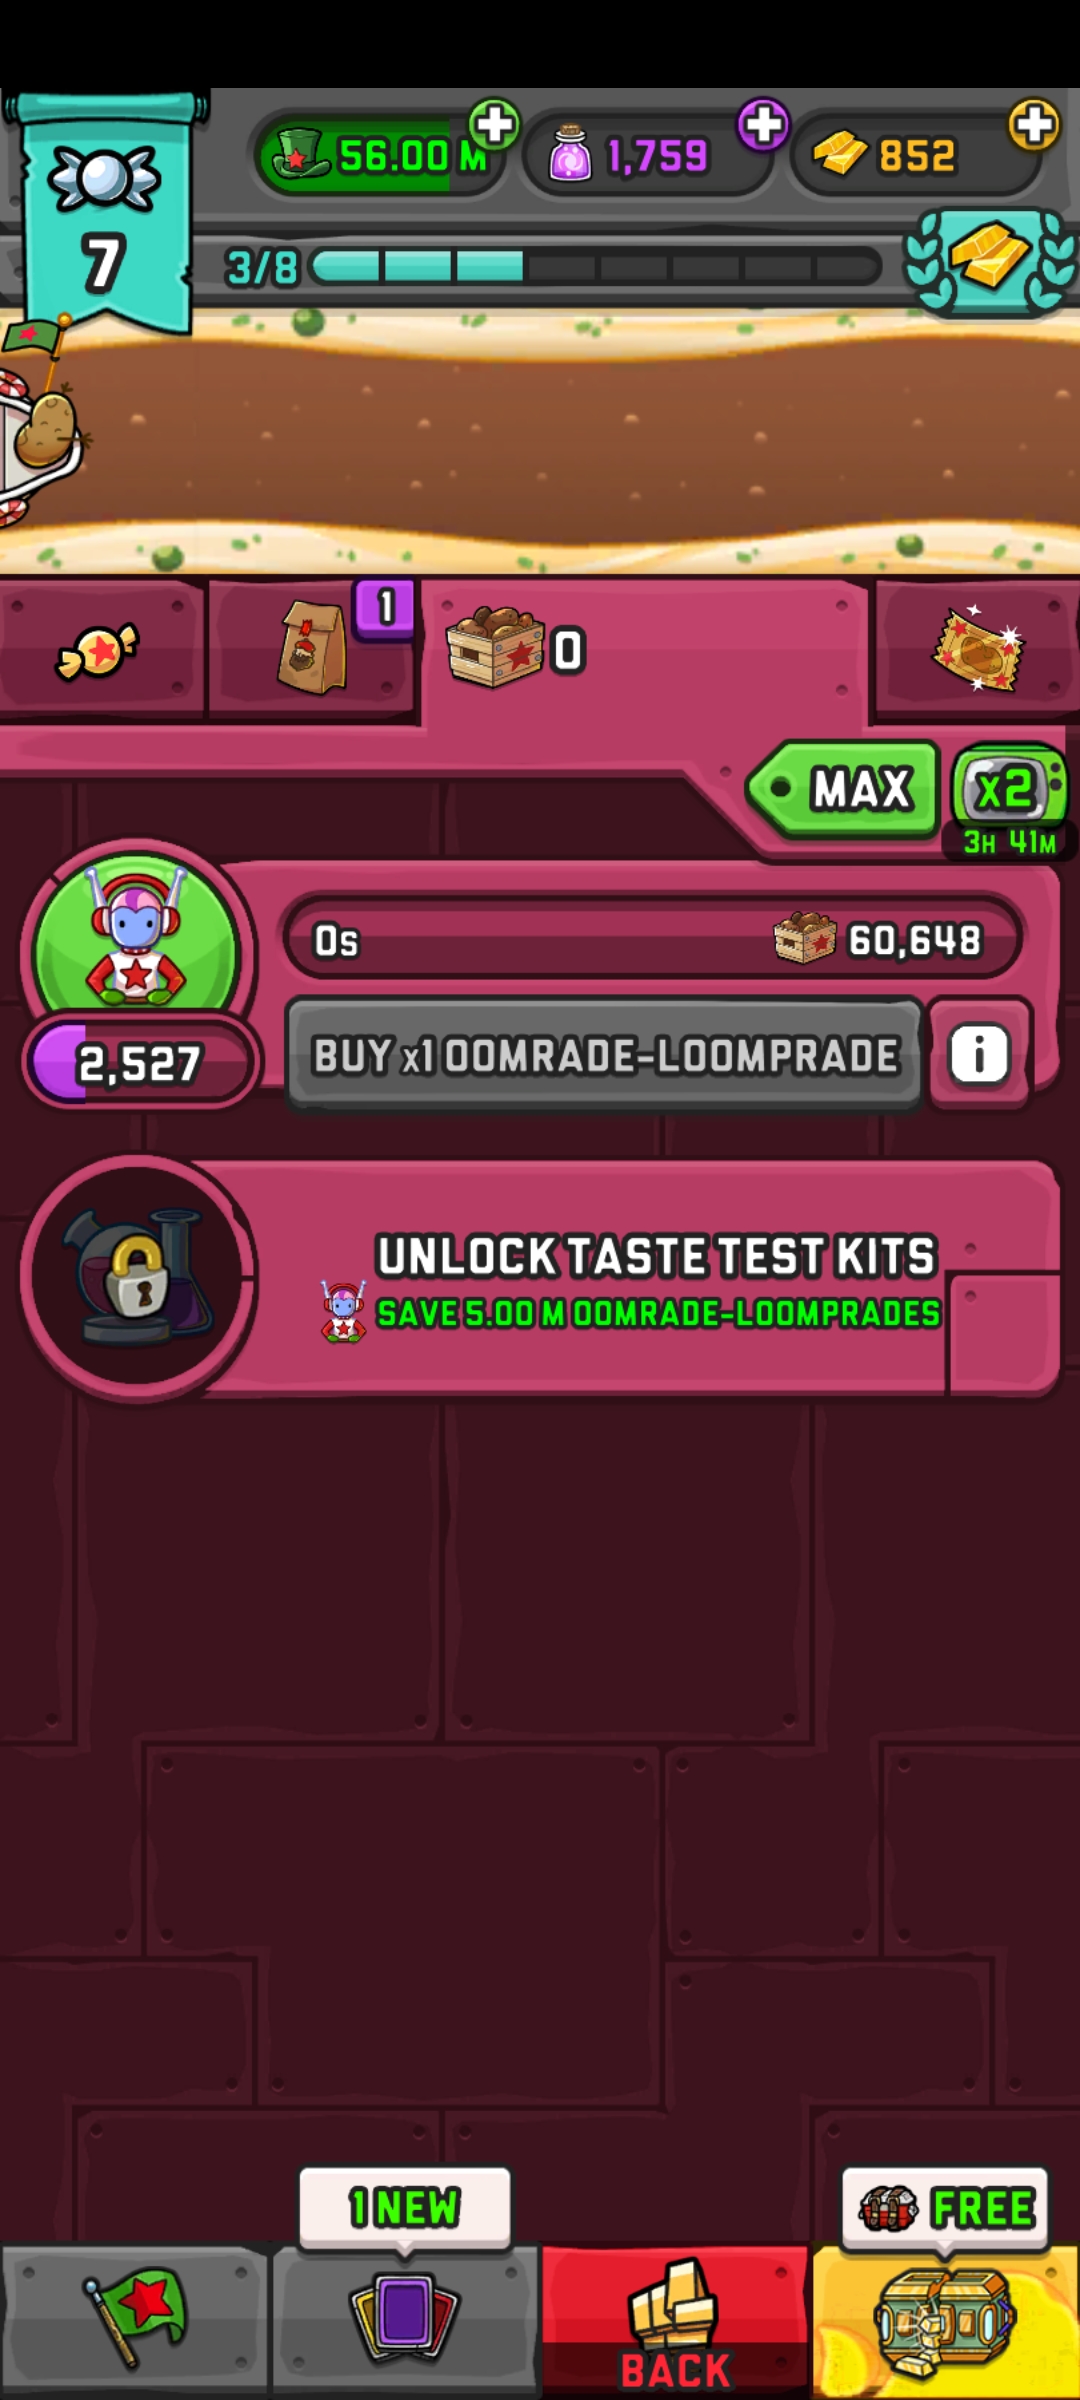 56.00 M
1,759
852
7
3/8
1
0
MAX
x2
3H 41M
0s
60,648
2,527
BUY x1 OOMRADE-LOOMPRADE
i
UNLOCK TASTE TEST KITS
SAVE 5.00 M OOMRADE-LOOMPRADES
1 NEW
FREE
BACK